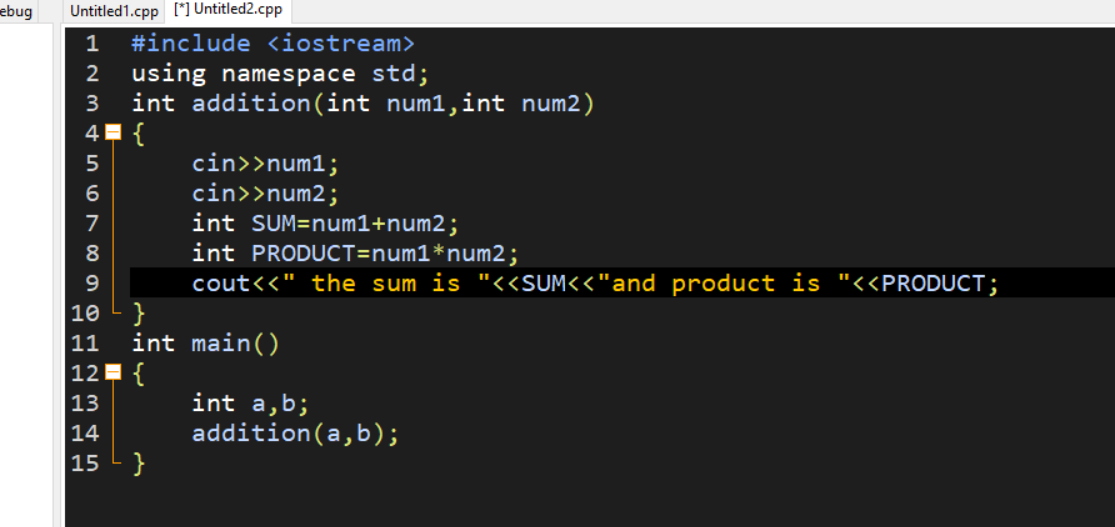 ebug Untitled1.cpp [*] Untitled2.cpp
1 #include <iostream>
2 using namespace std;
3 int addition(int num1,int num2)
4 {
5 cin>>num1;
6 cin>>num2;
7 int SUM=num1+num2;
8 int PRODUCT=num1*num2;
9 cout<<" the sum is "<<SUM<<"and product is "<<PRODUCT;
10 }
11 int main()
12 {
13 int a,b;
14 addition(a,b);
15 }